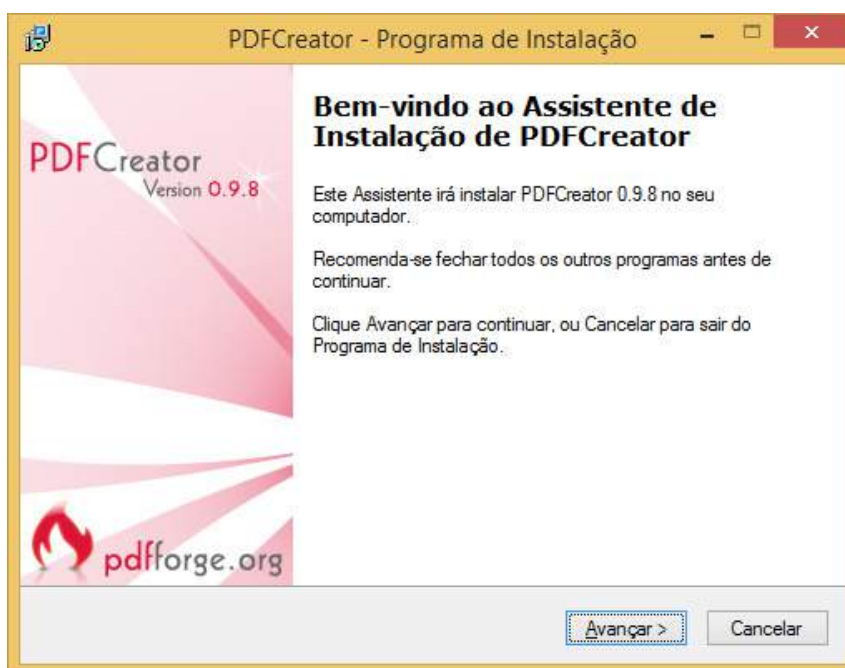 PDFCreator - Programa de Instalação
PDFCreator
Version 0.9.8
Bem-vindo ao Assistente de
Instalação de PDFCreator
Este Assistente irá instalar PDFCreator 0.9.8 no seu
computador.
Recomenda-se fechar todos os outros programas antes de
continuar.
Clique Avançar para continuar, ou Cancelar para sair do
Programa de Instalação.
pdfforge.org
Avançar >
Cancelar